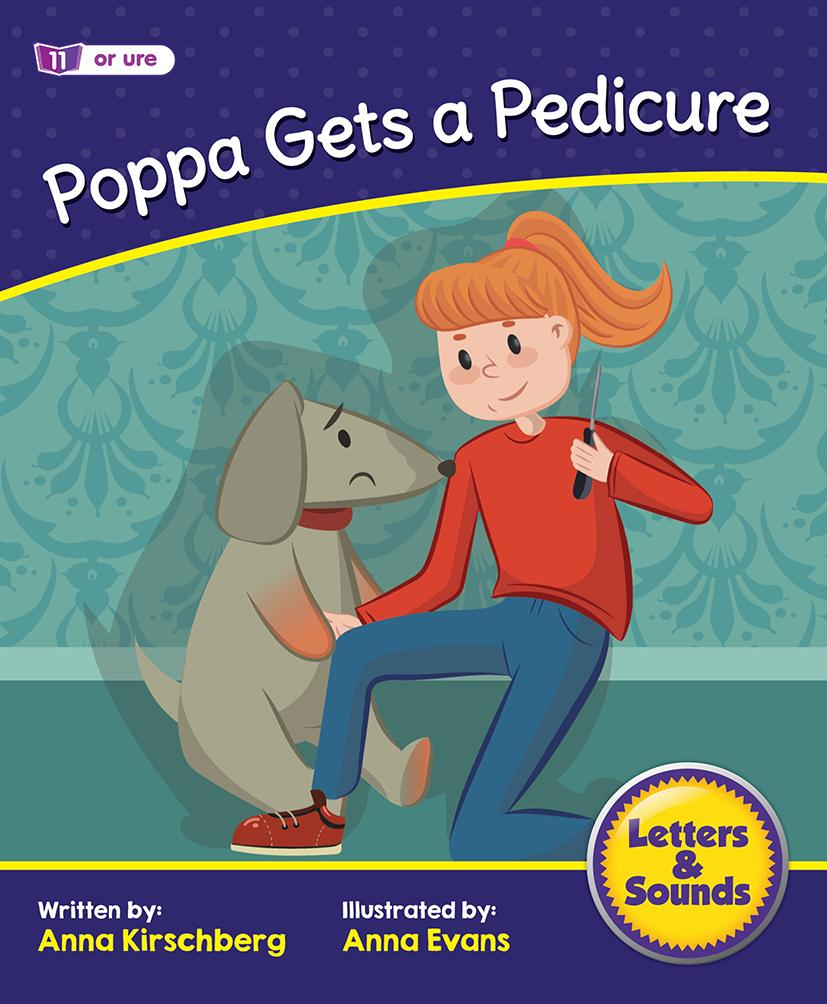 11 or ure
Poppa Gets a Pedicure
Letters
&
Sounds
Written by:
Anna Kirschberg
Illustrated by:
Anna Evans